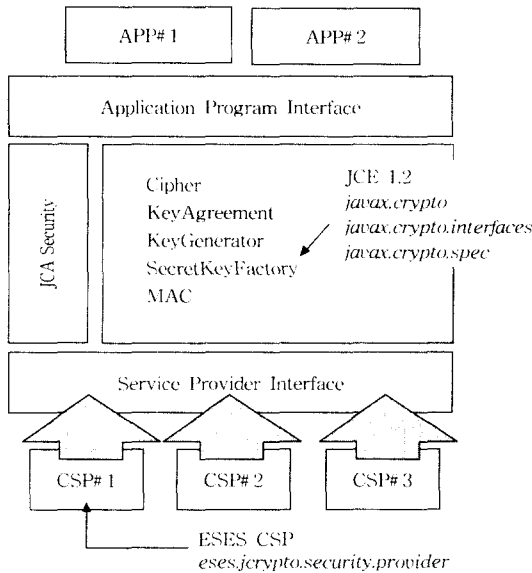 APP#1
APP#2
Application Program Interface
JCA Security
Cipher
KeyAgreement
KeyGenerator
SecretKeyFactory
MAC
JCE 1.2
javax.crypto
javax.crypto.interfaces
javax.crypto.spec
Service Provider Interface
CSP#1
CSP#2
CSP#3
ESES CSP
eses.jcrypto.security.provider